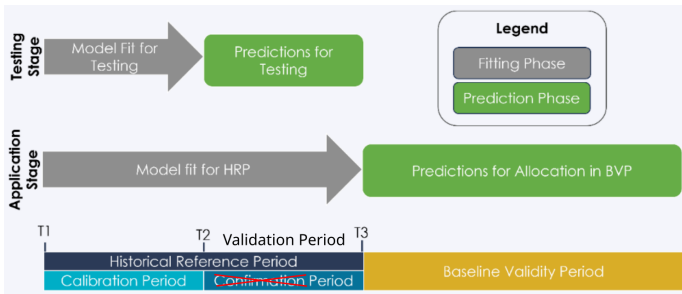 Testing
Stage
Model Fit for
Testing
Predictions for
Testing
Legend
Fitting Phase
Prediction Phase
Application
Stage
Model fit for HRP
Predictions for Allocation in BVP
T1
T2
Validation Period
T3
Historical Reference Period
Baseline Validity Period
Calibration Period
Confirmation Period